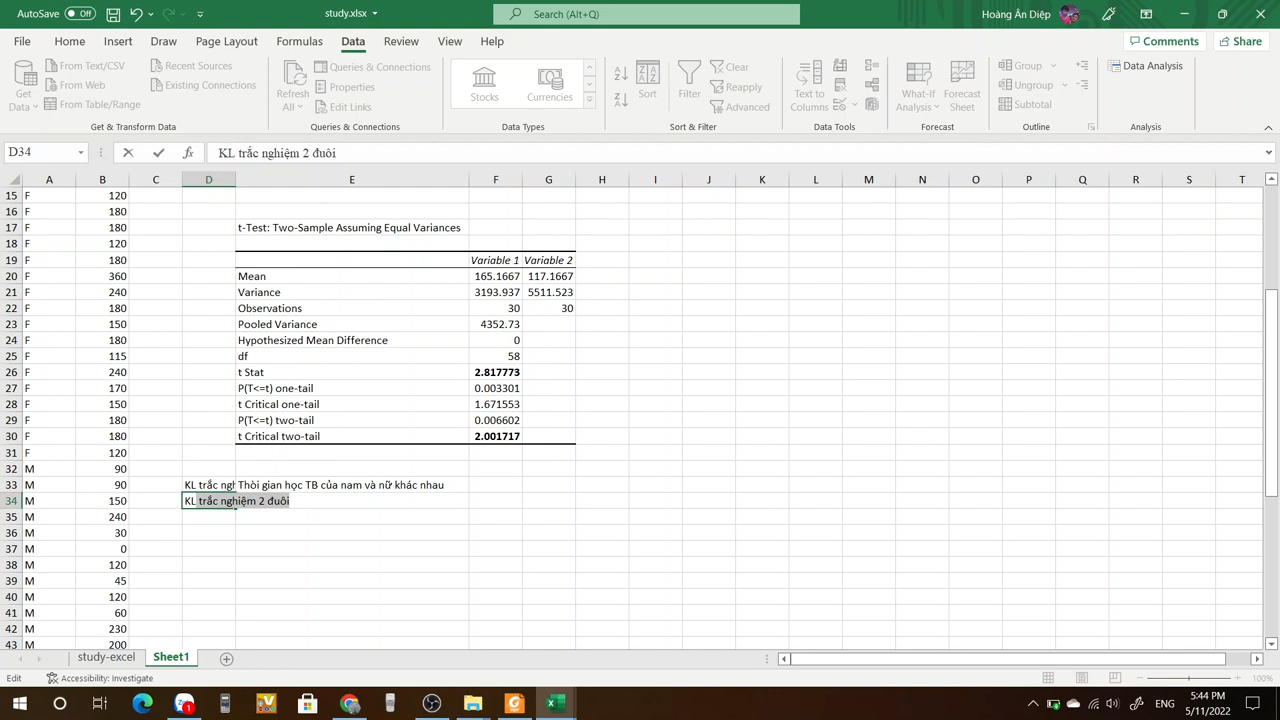 AutoSave Off study.xlsx Search (Alt+Q) Hoàng Ân Diệp
File Home Insert Draw Page Layout Formulas Data Review View Help Comments Share
Get Data From Text/CSV From Web From Table/Range Recent Sources Existing Connections
Refresh All Queries & Connections Properties Edit Links
Stocks Currencies
Sort Filter Clear Reapply Advanced
Text to Columns
What-If Analysis Forecast Sheet
Group Ungroup Subtotal
Data Analysis
Get & Transform Data Queries & Connections Data Types Sort & Filter Data Tools Forecast Outline Analysis
D34 fx KL trắc nghiệm 2 đuôi
A B C D E F G H I J K L M N O P Q R S T
15 F 120
16 F 180
17 F 180 t-Test: Two-Sample Assuming Equal Variances
18 F 120
19 F 180 Variable 1 Variable 2
20 F 360 Mean 165.1667 117.1667
21 F 240 Variance 3193.937 5511.523
22 F 180 Observations 30 30
23 F 150 Pooled Variance 4352.73
24 F 180 Hypothesized Mean Difference 0
25 F 115 df 58
26 F 240 t Stat 2.817773
27 F 170 P(T<=t) one-tail 0.003301
28 F 150 t Critical one-tail 1.671553
29 F 180 P(T<=t) two-tail 0.006602
30 F 180 t Critical two-tail 2.001717
31 F 120
32 M 90
33 M 90 KL trắc ngh Thời gian học TB của nam và nữ khác nhau
34 M 150 KL trắc nghiệm 2 đuôi
35 M 240
36 M 30
37 M 0
38 M 120
39 M 45
40 M 120
41 M 60
42 M 230
43 M 200
study-excel Sheet1
Edit Accessibility: Investigate 100%
ENG 5:44 PM
5/11/2022